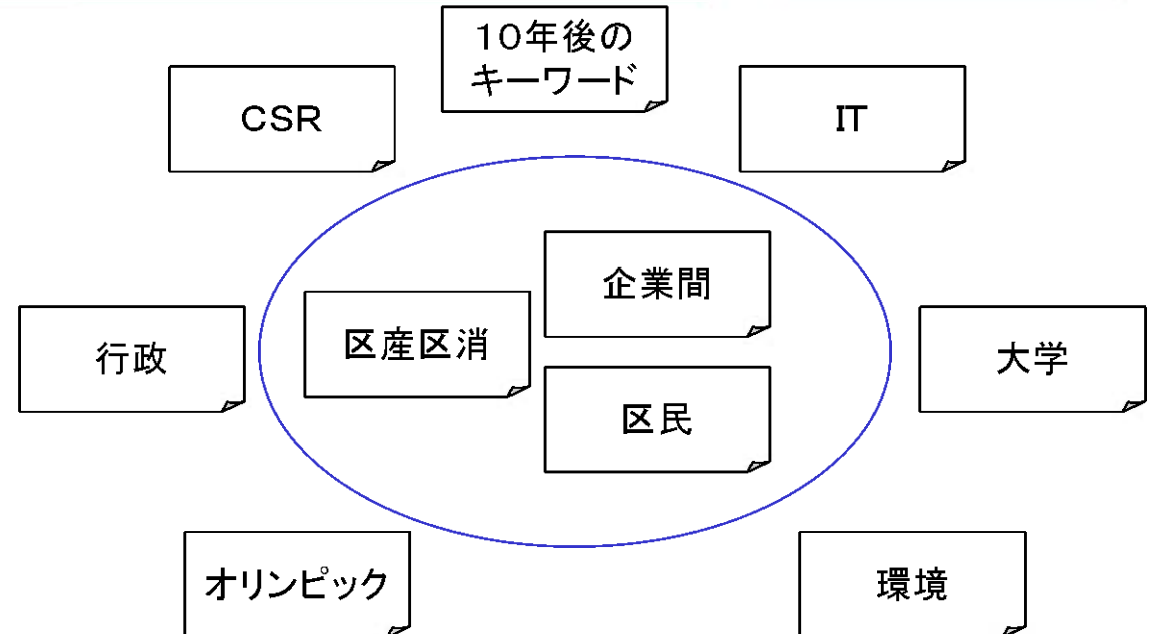 10年後の
キーワード
CSR
IT
企業間
区産区消
区民
行政
大学
オリンピック
環境